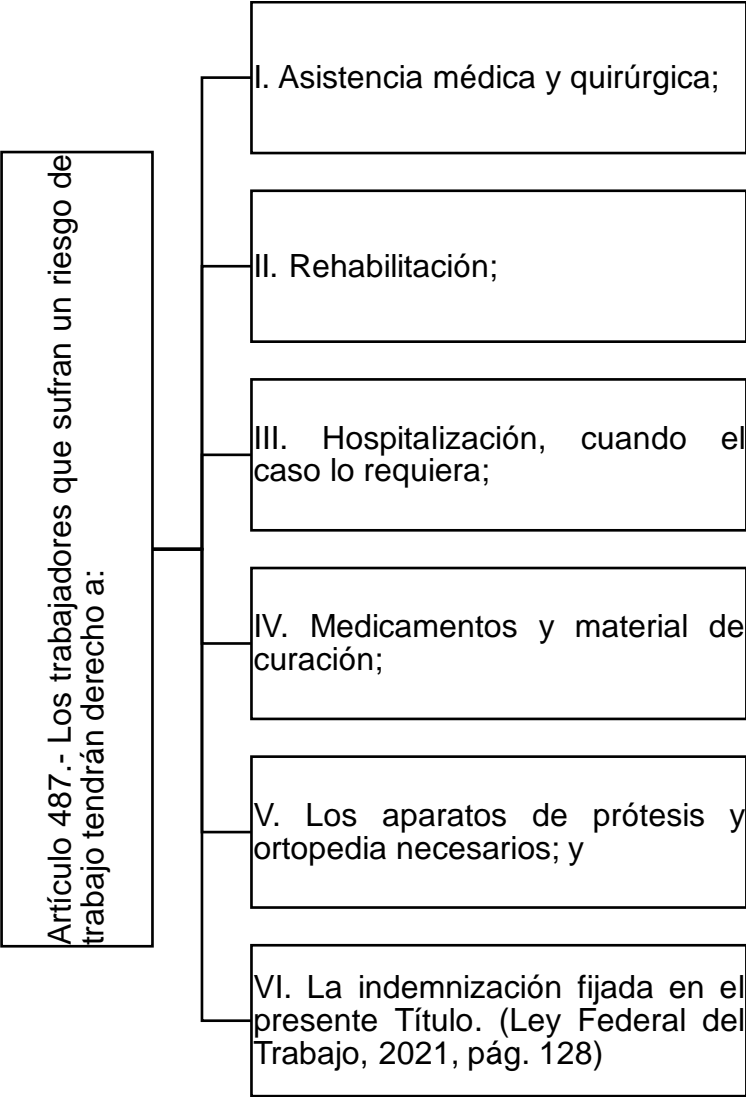 Artículo 487.- Los trabajadores que sufran un riesgo de
trabajo tendrán derecho a:
I. Asistencia médica y quirúrgica;
II. Rehabilitación;
III. Hospitalización, cuando el
caso lo requiera;
IV. Medicamentos y material de
curación;
V. Los aparatos de prótesis y
ortopedia necesarios; y
VI. La indemnización fijada en el
presente Título. (Ley Federal del
Trabajo, 2021, pág. 128)